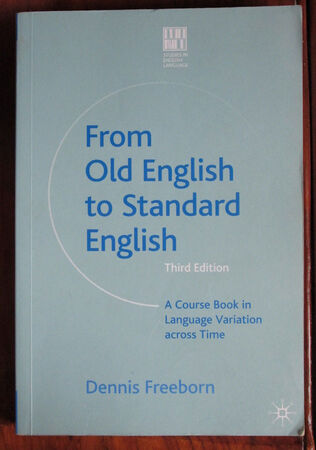 STUDIES IN
ENGLISH
LANGUAGE
From
Old English
to Standard
English
Third Edition
A Course Book in
Language Variation
across Time
Dennis Freeborn